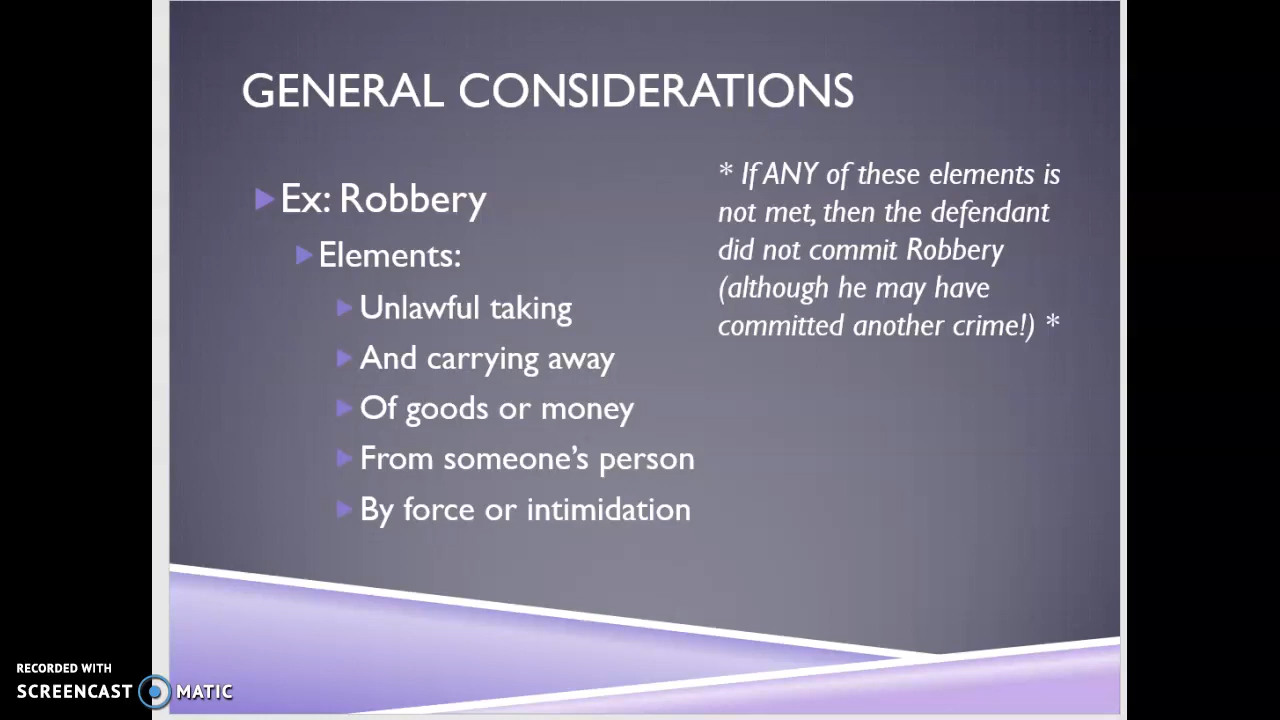 GENERAL CONSIDERATIONS
Ex: Robbery
Elements:
Unlawful taking
And carrying away
Of goods or money
From someone's person
By force or intimidation
* If ANY of these elements is
not met, then the defendant
did not commit Robbery
(although he may have
committed another crime!) *
RECORDED WITH
SCREENCAST MATIC